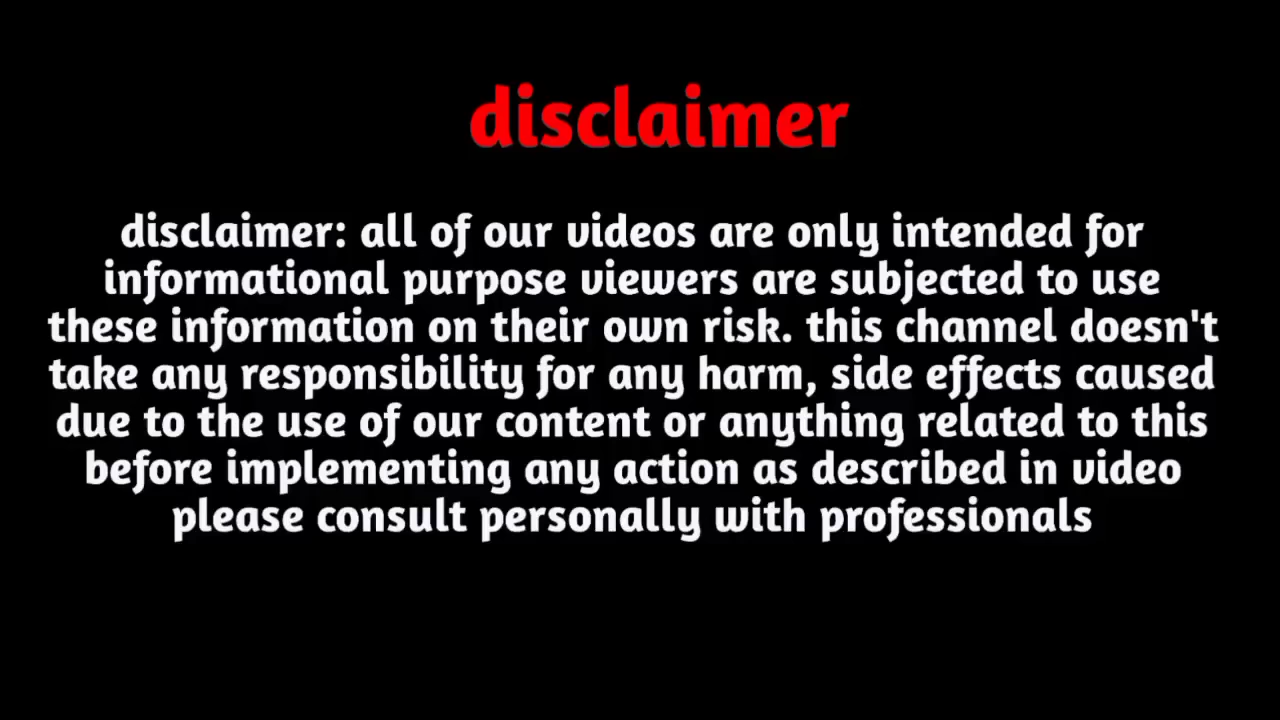 disclaimer
disclaimer: all of our videos are only intended for
informational purpose viewers are subjected to use
these information on their own risk. this channel doesn't
take any responsibility for any harm, side effects caused
due to the use of our content or anything related to this
before implementing any action as described in video
please consult personally with professionals